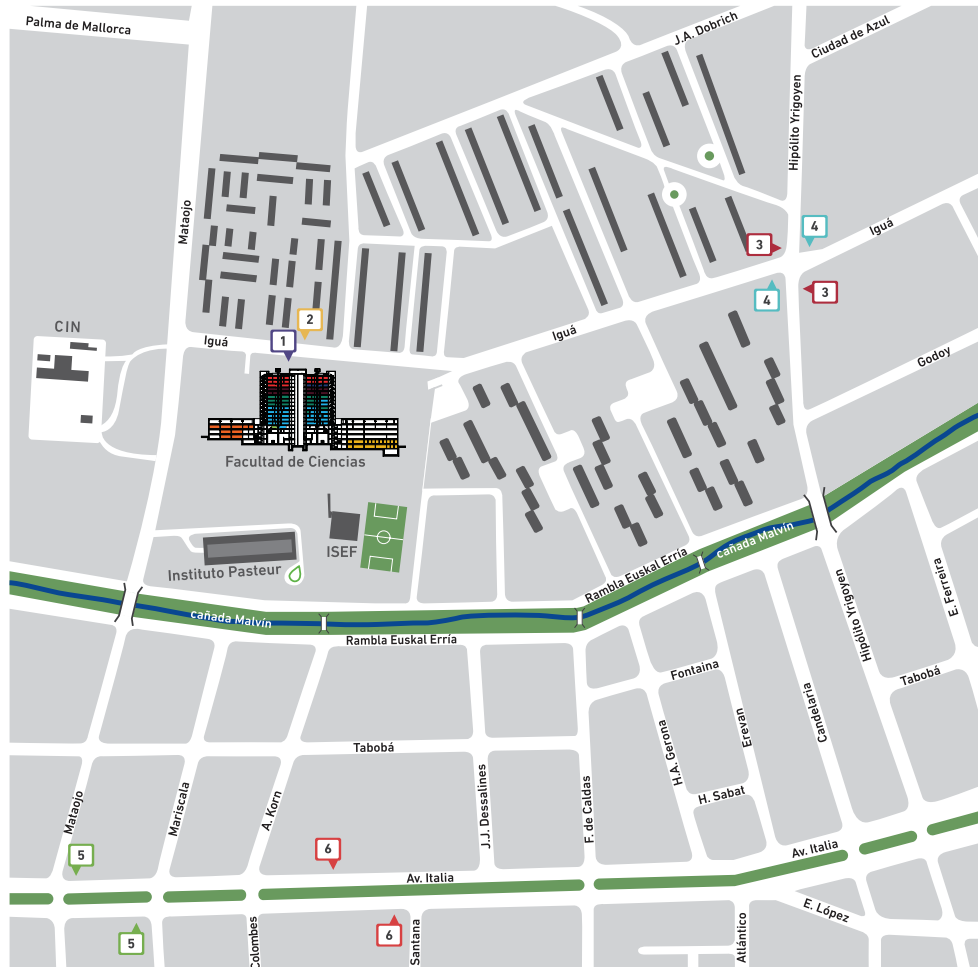 Palma de Mallorca
J.A. Dobrich
Ciudad de Azul
Hipólito Yrigoyen
Mataojo
Iguá
4
3
4
3
CIN
2
1
Iguá
Iguá
Godoy
Facultad de Ciencias
ISEF
Instituto Pasteur
cañada Malvín
Rambla Euskal Erría
cañada Malvín
Rambla Euskal Erría
Hipólito Yrigoyen
E. Ferreira
Fontaina
Tabobá
Candelaria
Erevan
H.A. Gerona
Tabobá
H. Sabat
Mataojo
Mariscala
A. Korn
J.J. Dessalines
F. de Caldas
5
6
Av. Italia
Av. Italia
E. López
5
Colombes
6
Santana
Atlántico